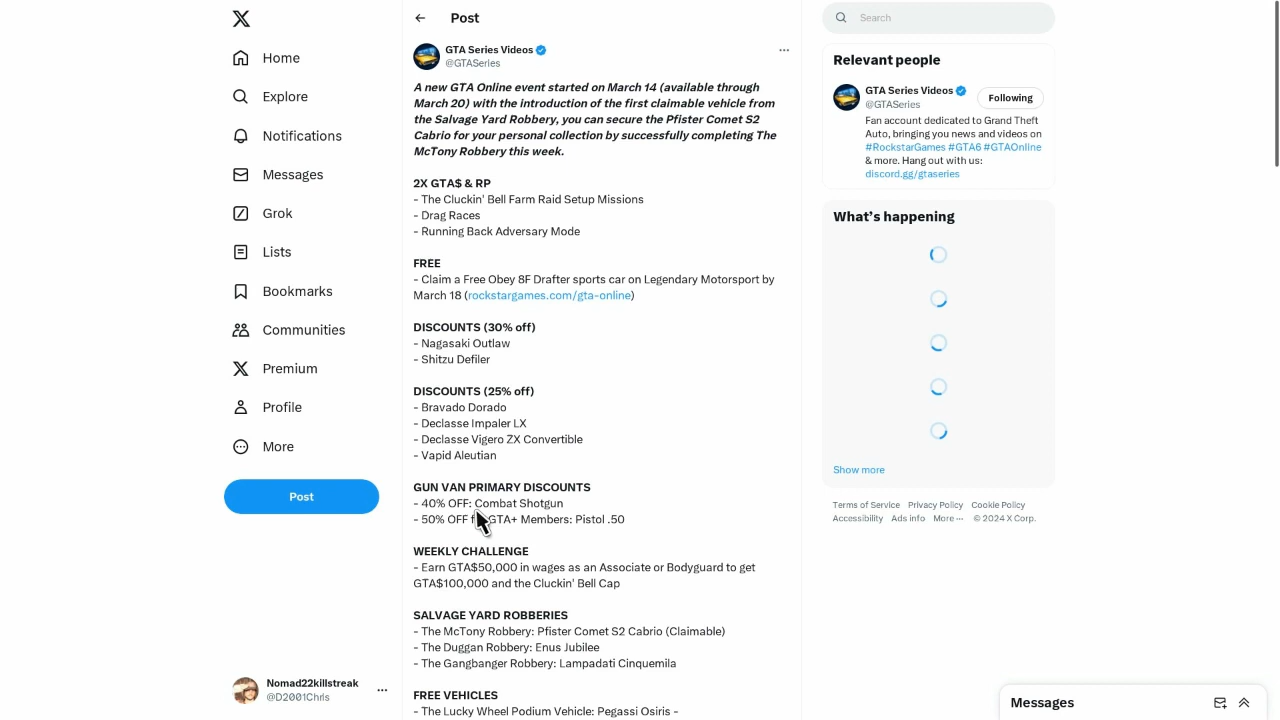 Home
Explore
Notifications
Messages
Grok
Lists
Bookmarks
Communities
Premium
Profile
More
Post
Nomad22killstreak
@D2001Chris
Post
GTA Series Videos
@GTASeries
A new GTA Online event started on March 14 (available through
March 20) with the introduction of the first claimable vehicle from
the Salvage Yard Robbery, you can secure the Pfister Comet S2
Cabrio for your personal collection by successfully completing The
McTony Robbery this week.
2X GTA$ & RP
- The Cluckin' Bell Farm Raid Setup Missions
- Drag Races
- Running Back Adversary Mode
FREE
- Claim a Free Obey 8F Drafter sports car on Legendary Motorsport by
March 18 (rockstargames.com/gta-online)
DISCOUNTS (30% off)
- Nagasaki Outlaw
- Shitzu Defiler
DISCOUNTS (25% off)
- Bravado Dorado
- Declasse Impaler LX
- Declasse Vigero ZX Convertible
- Vapid Aleutian
GUN VAN PRIMARY DISCOUNTS
- 40% OFF: Combat Shotgun
- 50% OFF GTA+ Members: Pistol .50
WEEKLY CHALLENGE
- Earn GTA$50,000 in wages as an Associate or Bodyguard to get
GTA$100,000 and the Cluckin' Bell Cap
SALVAGE YARD ROBBERIES
- The McTony Robbery: Pfister Comet S2 Cabrio (Claimable)
- The Duggan Robbery: Enus Jubilee
- The Gangbanger Robbery: Lampadati Cinquemila
FREE VEHICLES
- The Lucky Wheel Podium Vehicle: Pegassi Osiris -
Search
Relevant people
GTA Series Videos
@GTASeries
Following
Fan account dedicated to Grand Theft
Auto, bringing you news and videos on
#RockstarGames #GTA6 #GTAOnline
& more. Hang out with us:
discord.gg/gtaseries
What's happening
Show more
Terms of Service Privacy Policy Cookie Policy
Accessibility Ads info More ··· © 2024 X Corp.
Messages